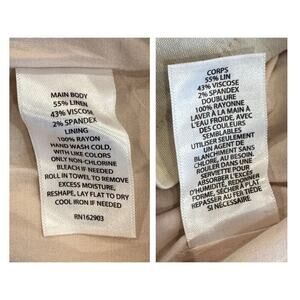 MAIN BODY
55% LINEN
43% VISCOSE
2% SPANDEX
LINING
100% RAYON
HAND WASH COLD,
WITH LIKE COLORS
ONLY NON-CHLORINE
BLEACH IF NEEDED
ROLL IN TOWEL TO REMOVE
EXCESS MOISTURE,
RESHAPE, LAY FLAT TO DRY
COOL IRON IF NEEDED
RN162903
CORPS
55% LIN
43% VISCOSE
2% SPANDEX
DOUBLURE
100% RAYONNE
LAVER À LA MAIN À
L'EAU FROIDE, AVEC
DES COULEURS
SEMBLABLES
UTILISER SEULEMENT
UN AGENT DE
BLANCHIMENT SANS
CHLORE, AU BESOIN
ROULER DANS UNE
SERVIETTE POUR
ABSORBER L'EXCÈS
D'HUMIDITÉ, REDONNER
FORME, SÉCHER À PLAT
REPASSER AU FER TIÈDE
SI NÉCESSAIRE